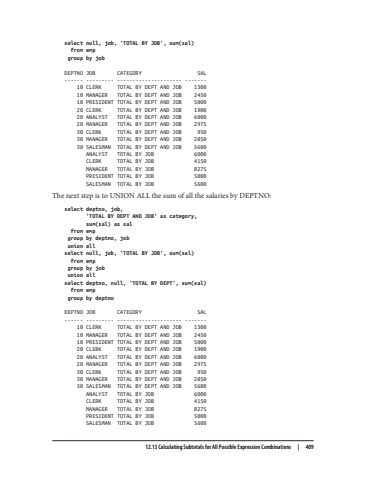 select null, job, 'TOTAL BY JOB', sum(sal)
from emp
group by job
DEPTNO JOB CATEGORY SAL
------ --------- --------------------- -------
10 CLERK TOTAL BY DEPT AND JOB 1300
10 MANAGER TOTAL BY DEPT AND JOB 2450
10 PRESIDENT TOTAL BY DEPT AND JOB 5000
20 CLERK TOTAL BY DEPT AND JOB 1900
20 ANALYST TOTAL BY DEPT AND JOB 6000
20 MANAGER TOTAL BY DEPT AND JOB 2975
30 CLERK TOTAL BY DEPT AND JOB 950
30 MANAGER TOTAL BY DEPT AND JOB 2850
30 SALESMAN TOTAL BY DEPT AND JOB 5600
ANALYST TOTAL BY JOB 6000
CLERK TOTAL BY JOB 4150
MANAGER TOTAL BY JOB 8275
PRESIDENT TOTAL BY JOB 5000
SALESMAN TOTAL BY JOB 5600
The next step is to UNION ALL the sum of all the salaries by DEPTNO:
select deptno, job,
'TOTAL BY DEPT AND JOB' as category,
sum(sal) as sal
from emp
group by deptno, job
union all
select null, job, 'TOTAL BY JOB', sum(sal)
from emp
group by job
union all
select deptno, null, 'TOTAL BY DEPT', sum(sal)
from emp
group by deptno
DEPTNO JOB CATEGORY SAL
------ --------- --------------------- -------
10 CLERK TOTAL BY DEPT AND JOB 1300
10 MANAGER TOTAL BY DEPT AND JOB 2450
10 PRESIDENT TOTAL BY DEPT AND JOB 5000
20 CLERK TOTAL BY DEPT AND JOB 1900
20 ANALYST TOTAL BY DEPT AND JOB 6000
20 MANAGER TOTAL BY DEPT AND JOB 2975
30 CLERK TOTAL BY DEPT AND JOB 950
30 MANAGER TOTAL BY DEPT AND JOB 2850
30 SALESMAN TOTAL BY DEPT AND JOB 5600
ANALYST TOTAL BY JOB 6000
CLERK TOTAL BY JOB 4150
MANAGER TOTAL BY JOB 8275
PRESIDENT TOTAL BY JOB 5000
SALESMAN TOTAL BY JOB 5600
12.13 Calculating Subtotals for All Possible Expression Combinations | 409